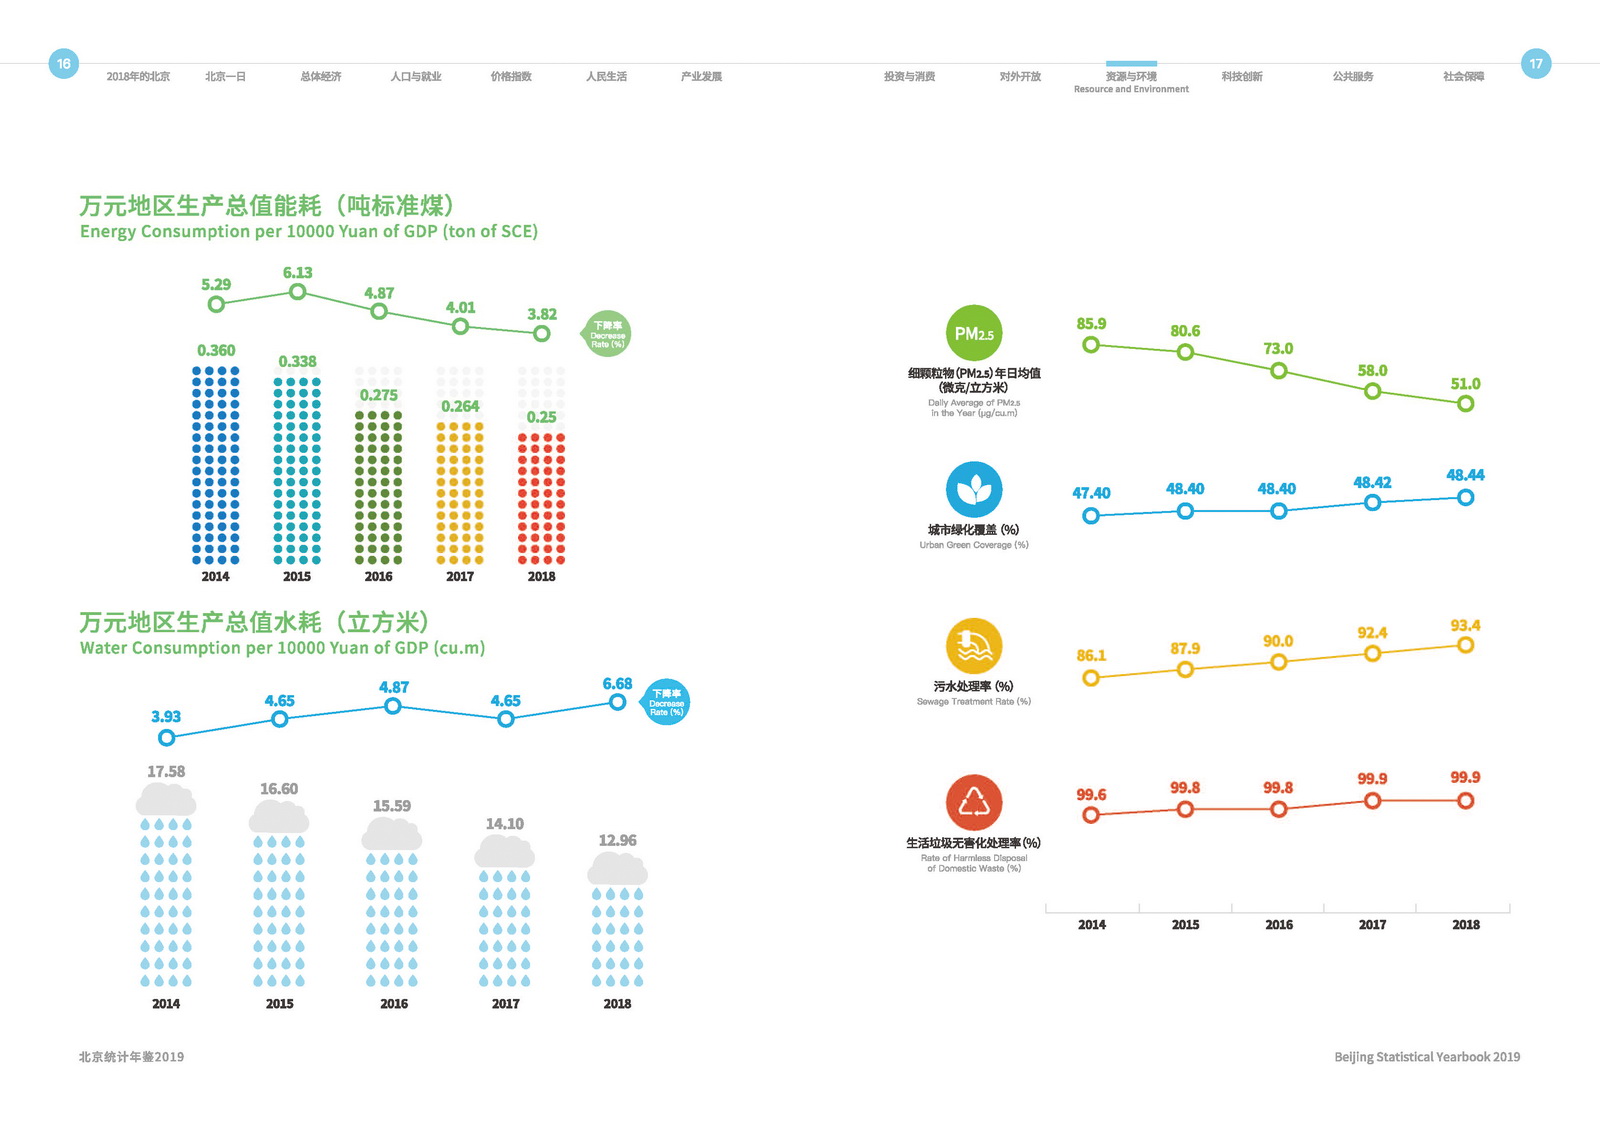 16
2018年的北京
北京一日
总体经济
人口与就业
价格指数
人民生活
产业发展
投资与消费
对外开放
资源与环境
Resource and Environment
科技创新
公共服务
社会保障
17
万元地区生产总值能耗（吨标准煤）
Energy Consumption per 10000 Yuan of GDP (ton of SCE)
5.29
6.13
4.87
4.01
3.82
下降率
Decrease
Rate (%)
0.360
0.338
0.275
0.264
0.25
2014
2015
2016
2017
2018
万元地区生产总值水耗（立方米）
Water Consumption per 10000 Yuan of GDP (cu.m)
3.93
4.65
4.87
4.65
6.68
下降率
Decrease
Rate (%)
17.58
16.60
15.59
14.10
12.96
2014
2015
2016
2017
2018
PM2.5
细颗粒物(PM2.5)年日均值
(微克/立方米)
Daily Average of PM2.5
in the Year (μg/cu.m)
85.9
80.6
73.0
58.0
51.0
城市绿化覆盖 (%)
Urban Green Coverage (%)
47.40
48.40
48.40
48.42
48.44
污水处理率 (%)
Sewage Treatment Rate (%)
86.1
87.9
90.0
92.4
93.4
生活垃圾无害化处理率(%)
Rate of Harmless Disposal
of Domestic Waste (%)
99.6
99.8
99.8
99.9
99.9
2014
2015
2016
2017
2018
北京统计年鉴2019
Beijing Statistical Yearbook 2019